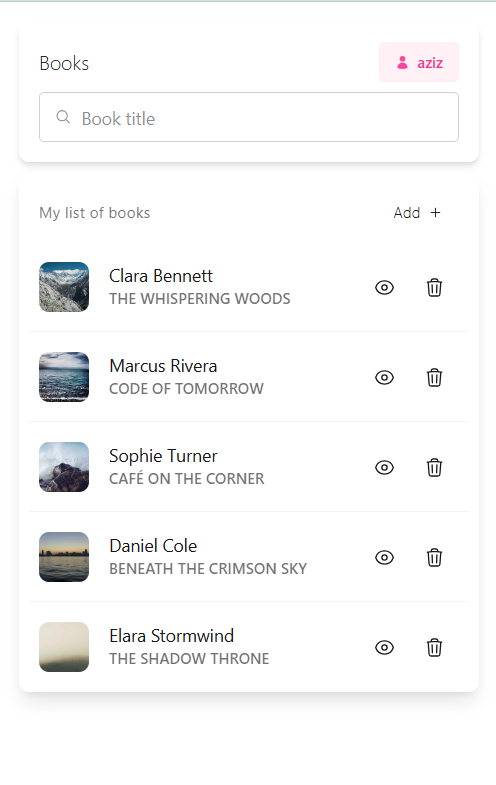 Books
aziz
Book title
My list of books
Add +
Clara Bennett
THE WHISPERING WOODS
Marcus Rivera
CODE OF TOMORROW
Sophie Turner
CAFÉ ON THE CORNER
Daniel Cole
BENEATH THE CRIMSON SKY
Elara Stormwind
THE SHADOW THRONE